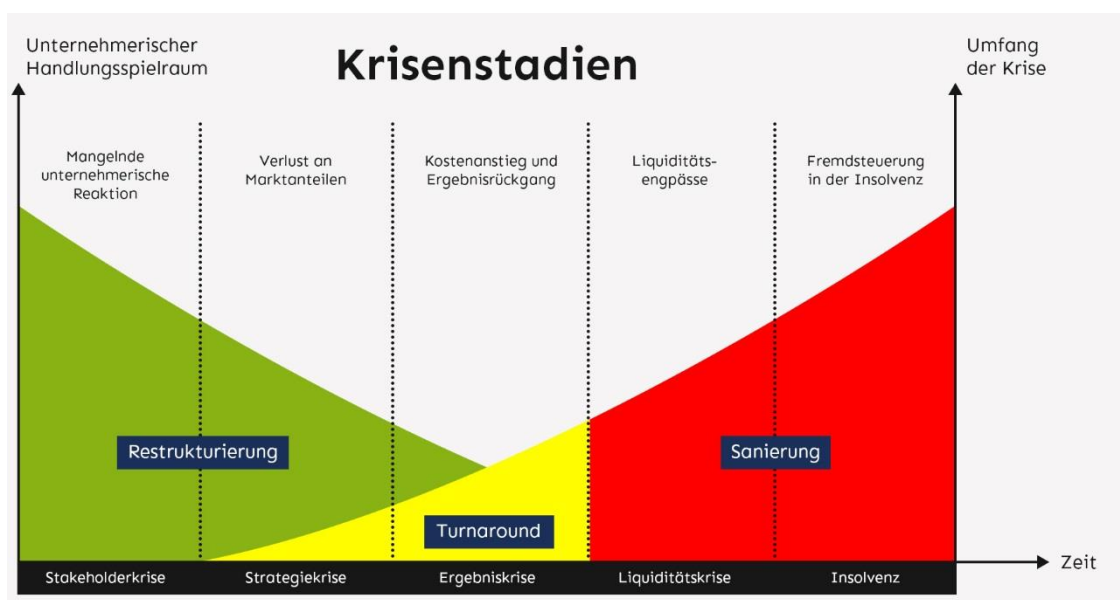 Unternehmerischer
Handlungsspielraum
Krisenstadien
Umfang
der Krise
Mangelnde
unternehmerische
Reaktion
Verlust an
Marktanteilen
Kostenanstieg und
Ergebnisrückgang
Liquiditäts-
engpässe
Fremdsteuerung
in der Insolvenz
Restrukturierung
Sanierung
Turnaround
Zeit
Stakeholderkrise
Strategiekrise
Ergebniskrise
Liquiditätskrise
Insolvenz